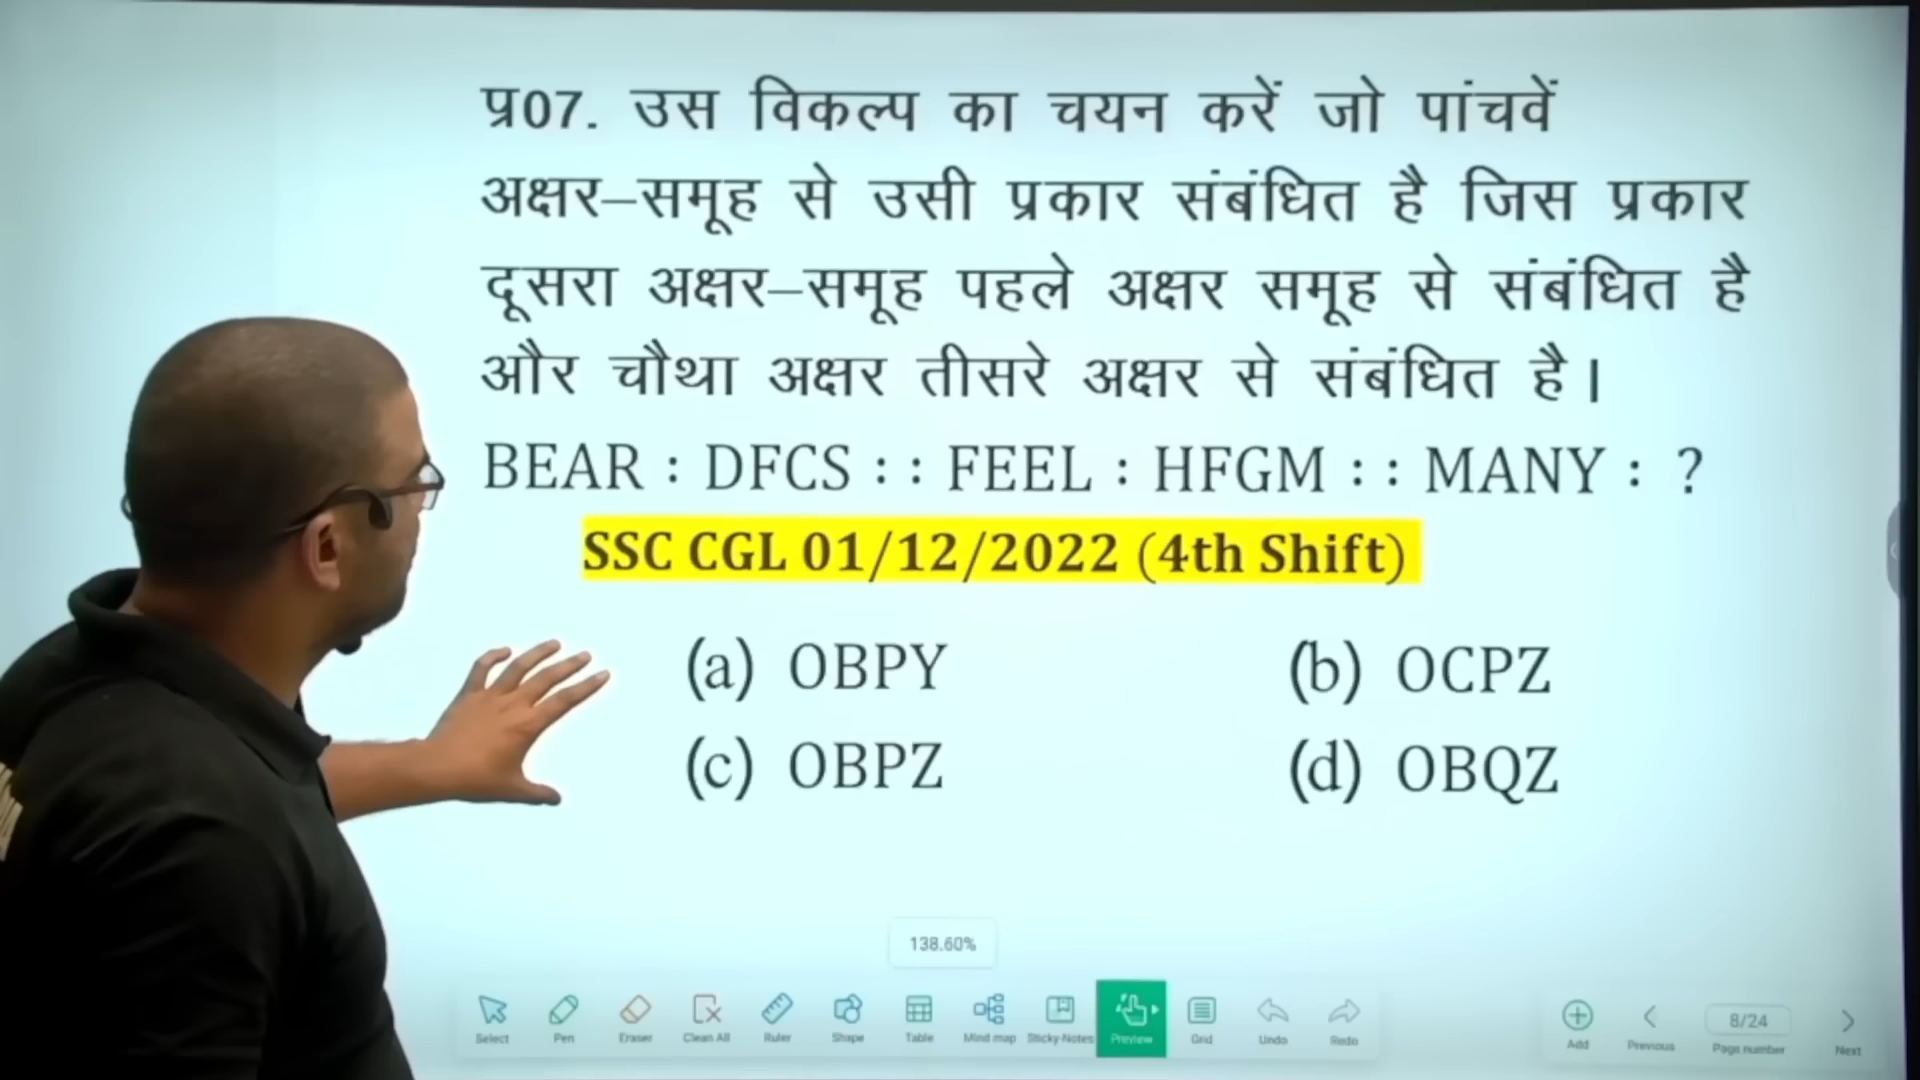 प्र07. उस विकल्प का चयन करें जो पांचवें
अक्षर–समूह से उसी प्रकार संबंधित है जिस प्रकार
दूसरा अक्षर–समूह पहले अक्षर समूह से संबंधित है
और चौथा अक्षर तीसरे अक्षर से संबंधित है।
BEAR : DFCS : : FEEL : HFGM : : MANY : ?
SSC CGL 01/12/2022 (4th Shift)
(a) OBPY (b) OCPZ
(c) OBPZ (d) OBQZ
138.60%
Select Pen Eraser Clean All Ruler Shape Table Mind map Sticky-Notes Preview Grid Undo Redo Add Previous 8/24 Page number Next